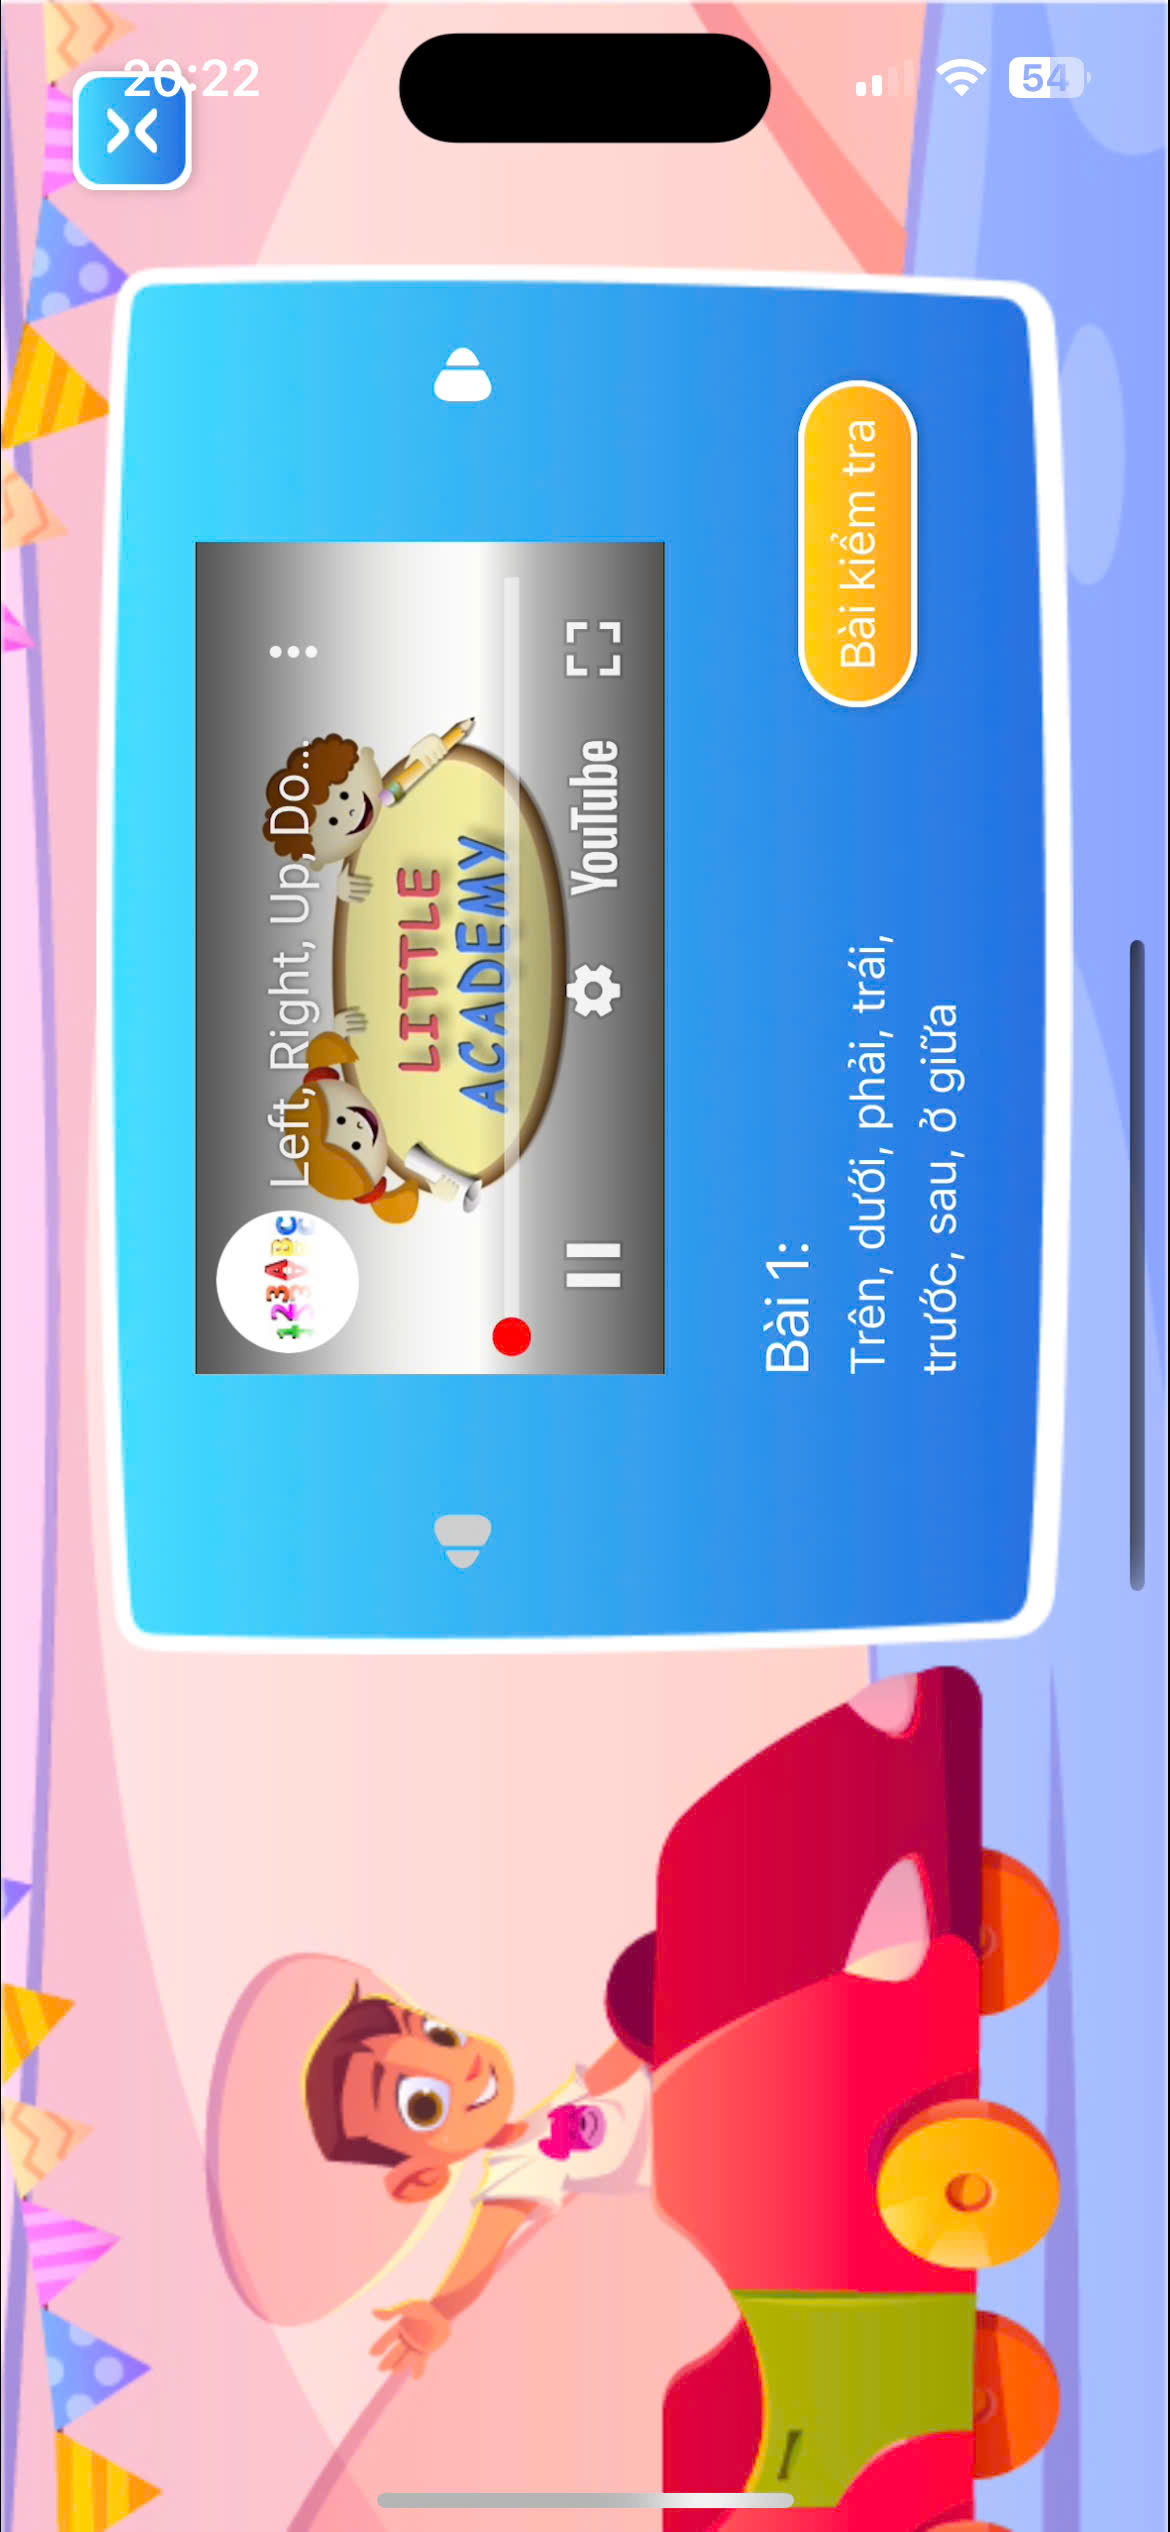 20:22
54
123ABC
Left, Right, Up, Do...
LITTLE
ACADEMY
YouTube
Bài 1:
Trên, dưới, phải, trái,
trước, sau, ở giữa
Bài kiểm tra